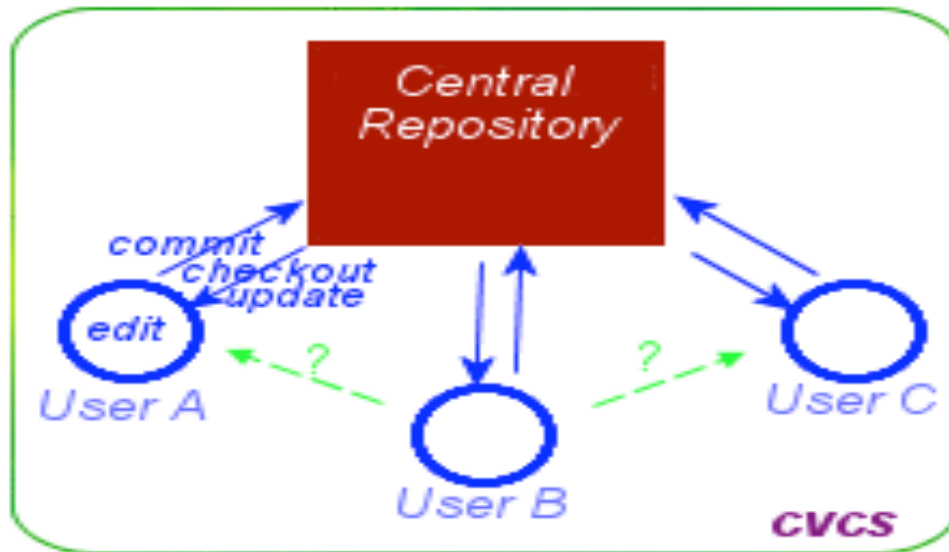 Central
Repository
commit
checkout
update
edit
?
?
User A
User C
User B
CVCS